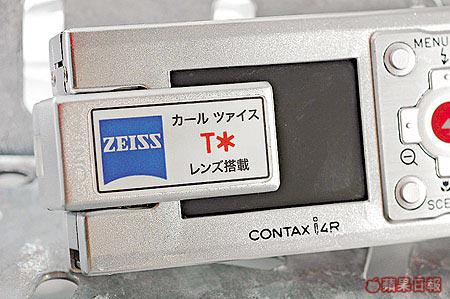 MENU
ZEISS
カール ツァイス
T*
レンズ搭載
SCE
CONTAX i4R
蘋果日報